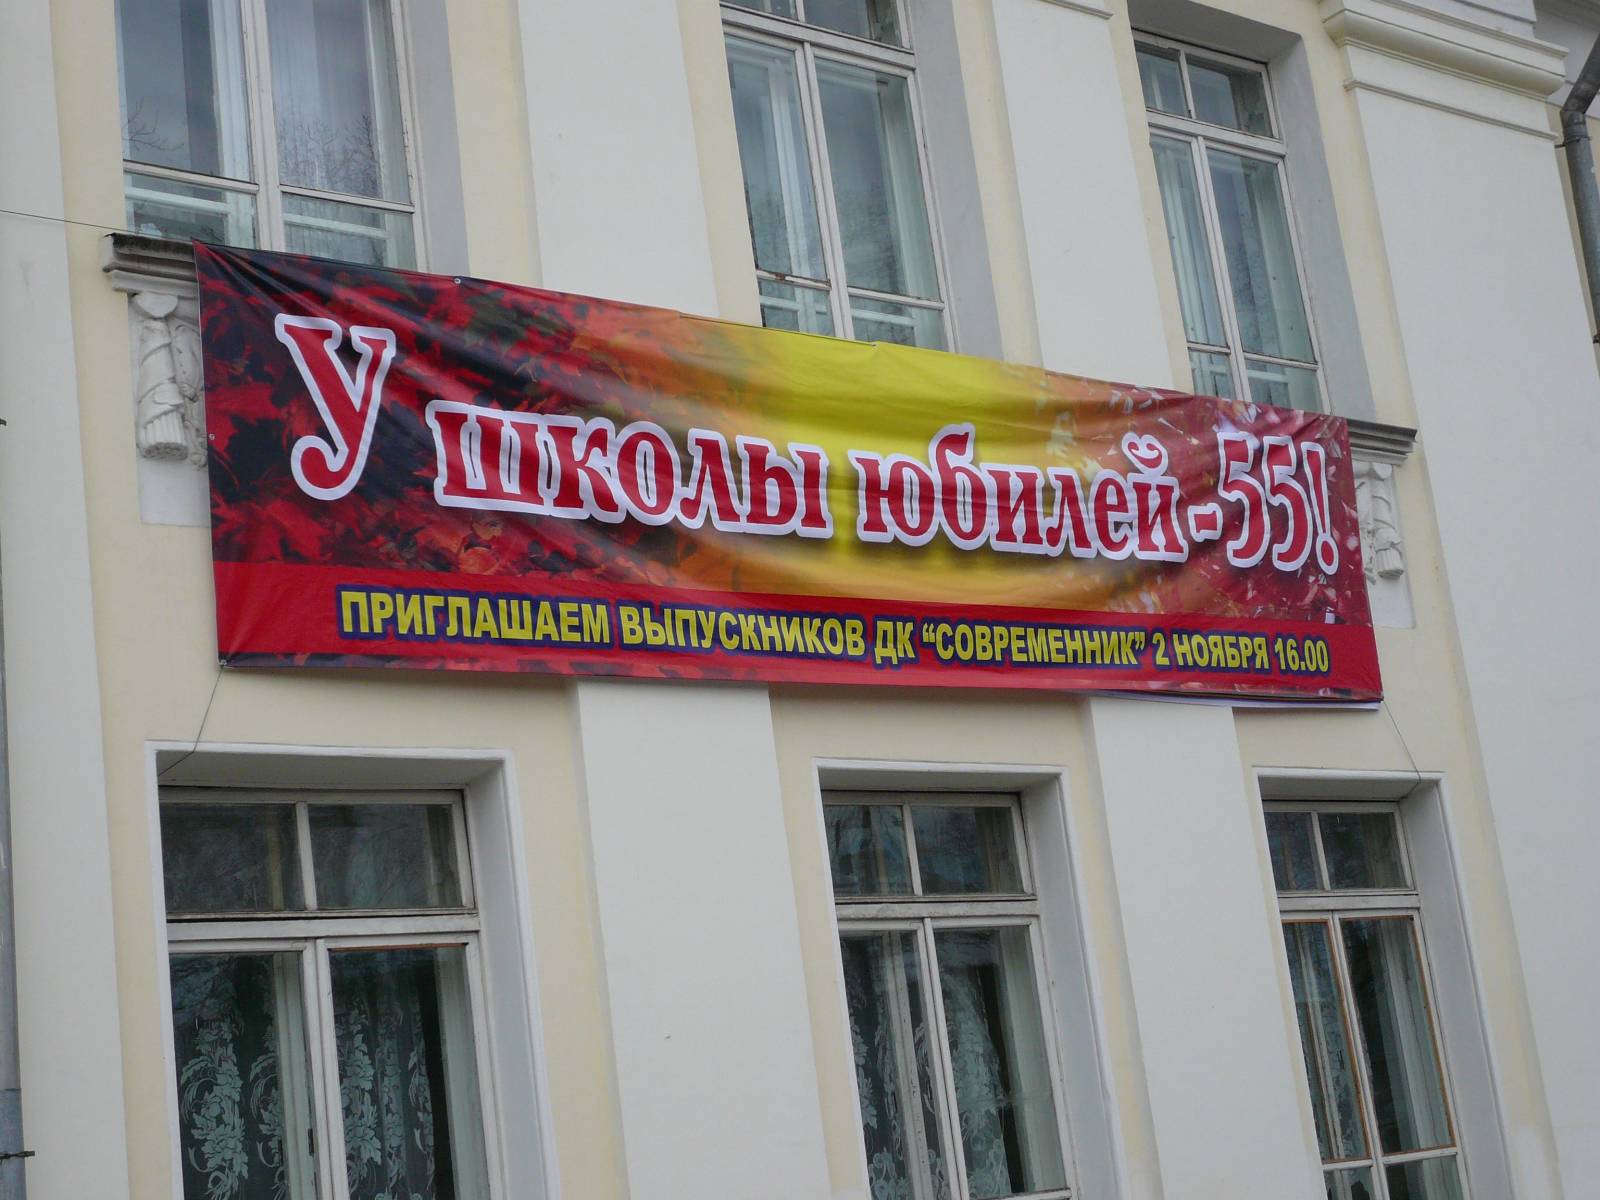 У школы юбилей - 55!
ПРИГЛАШАЕМ ВЫПУСКНИКОВ ДК "СОВРЕМЕННИК" 2 НОЯБРЯ 16.00